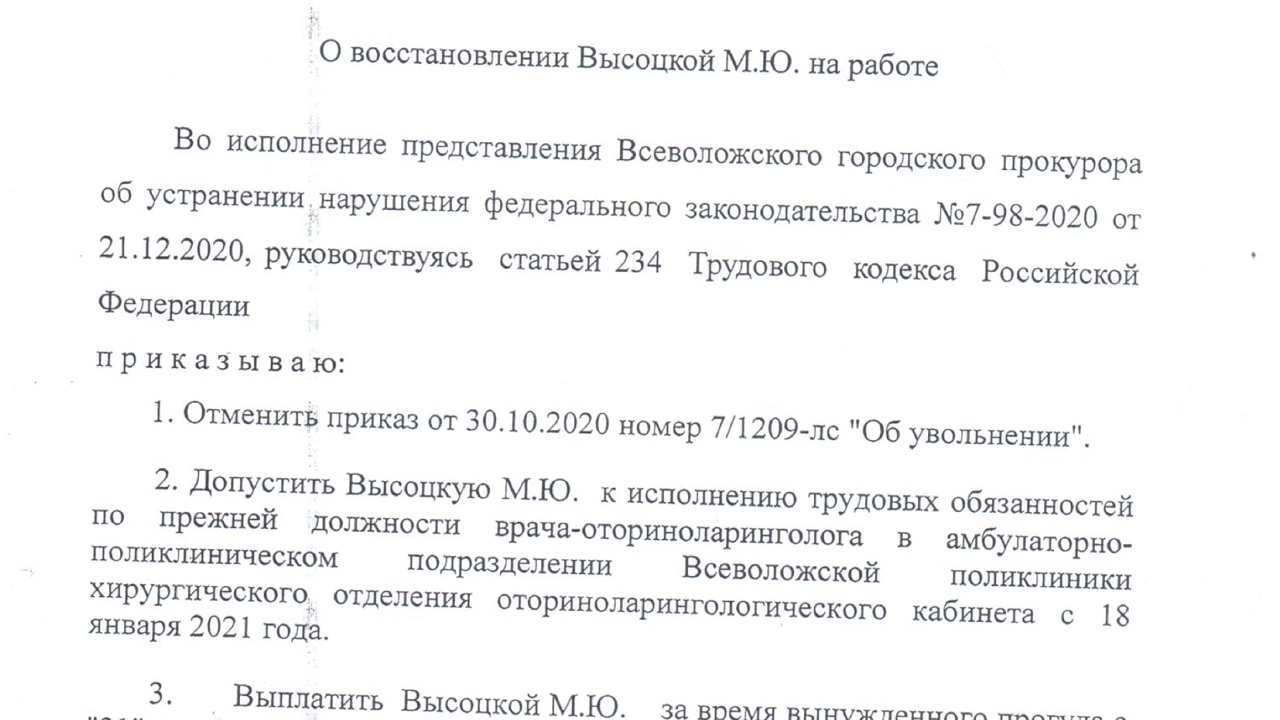 О восстановлении Высоцкой М.Ю. на работе
Во исполнение представления Всеволожского городского прокурора
об устранении нарушения федерального законодательства №7-98-2020 от
21.12.2020, руководствуясь статьей 234 Трудового кодекса Российской
Федерации
п р и к а з ы в а ю:
1. Отменить приказ от 30.10.2020 номер 7/1209-лс "Об увольнении".
2. Допустить Высоцкую М.Ю. к исполнению трудовых обязанностей
по прежней должности врача-оториноларинголога в амбулаторно-
поликлиническом подразделении Всеволожской поликлиники
хирургического отделения оториноларингологического кабинета с 18
января 2021 года.
3. Выплатить Высоцкой М.Ю. за время вынужденного прогула с